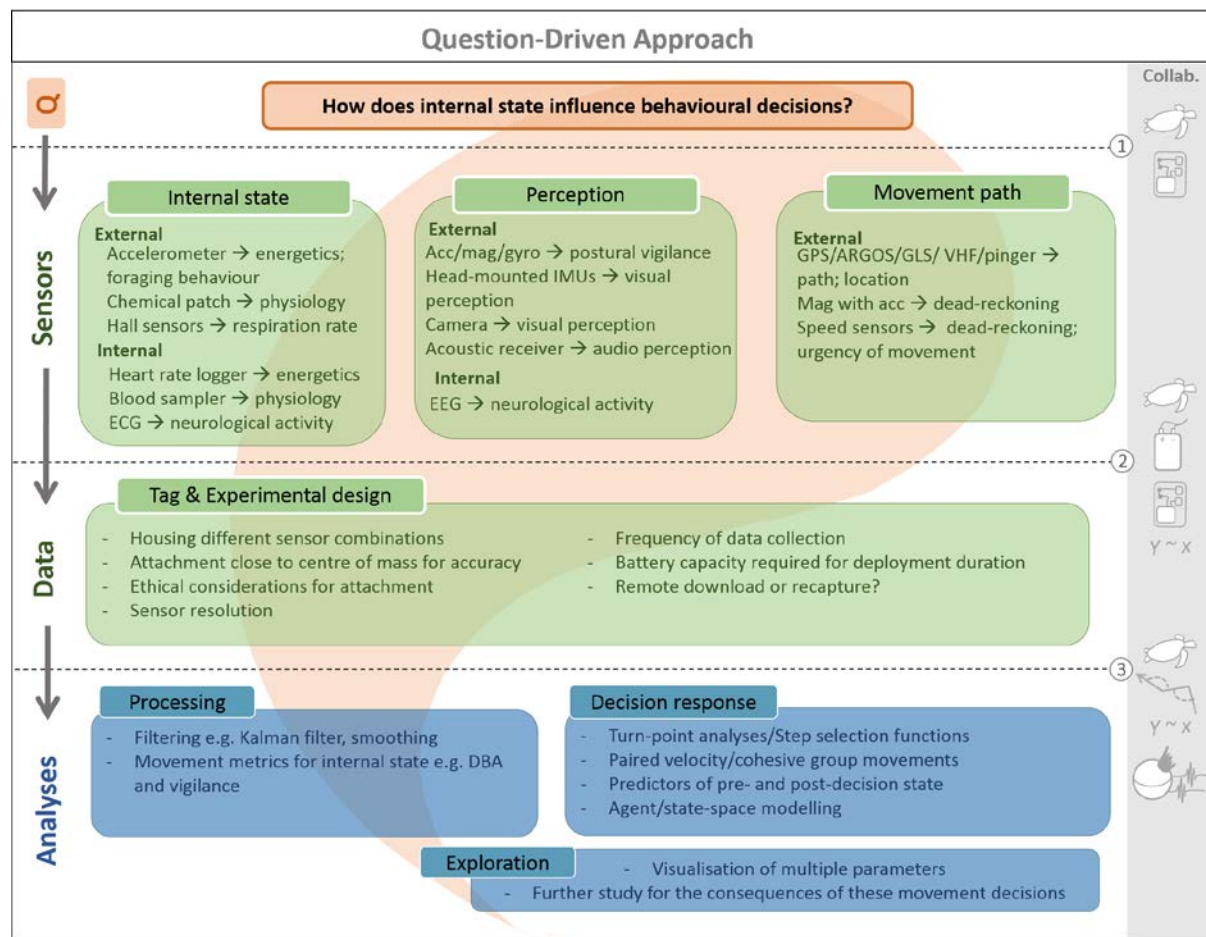 Question-Driven Approach
Collab.
Q
How does internal state influence behavioural decisions?
1
Sensors
Internal state
External
Accelerometer → energetics;
foraging behaviour
Chemical patch → physiology
Hall sensors → respiration rate
Internal
Heart rate logger → energetics
Blood sampler → physiology
ECG → neurological activity
Perception
External
Acc/mag/gyro → postural vigilance
Head-mounted IMUs → visual
perception
Camera → visual perception
Acoustic receiver → audio perception
Internal
EEG → neurological activity
Movement path
External
GPS/ARGOS/GLS/ VHF/pinger →
path; location
Mag with acc → dead-reckoning
Speed sensors → dead-reckoning;
urgency of movement
2
Data
Tag & Experimental design
- Housing different sensor combinations
- Attachment close to centre of mass for accuracy
- Ethical considerations for attachment
- Sensor resolution
- Frequency of data collection
- Battery capacity required for deployment duration
- Remote download or recapture?
Y ~ X
3
Analyses
Processing
- Filtering e.g. Kalman filter, smoothing
- Movement metrics for internal state e.g. DBA
and vigilance
Decision response
- Turn-point analyses/Step selection functions
- Paired velocity/cohesive group movements
- Predictors of pre- and post-decision state
- Agent/state-space modelling
Y ~ X
Exploration
- Visualisation of multiple parameters
- Further study for the consequences of these movement decisions